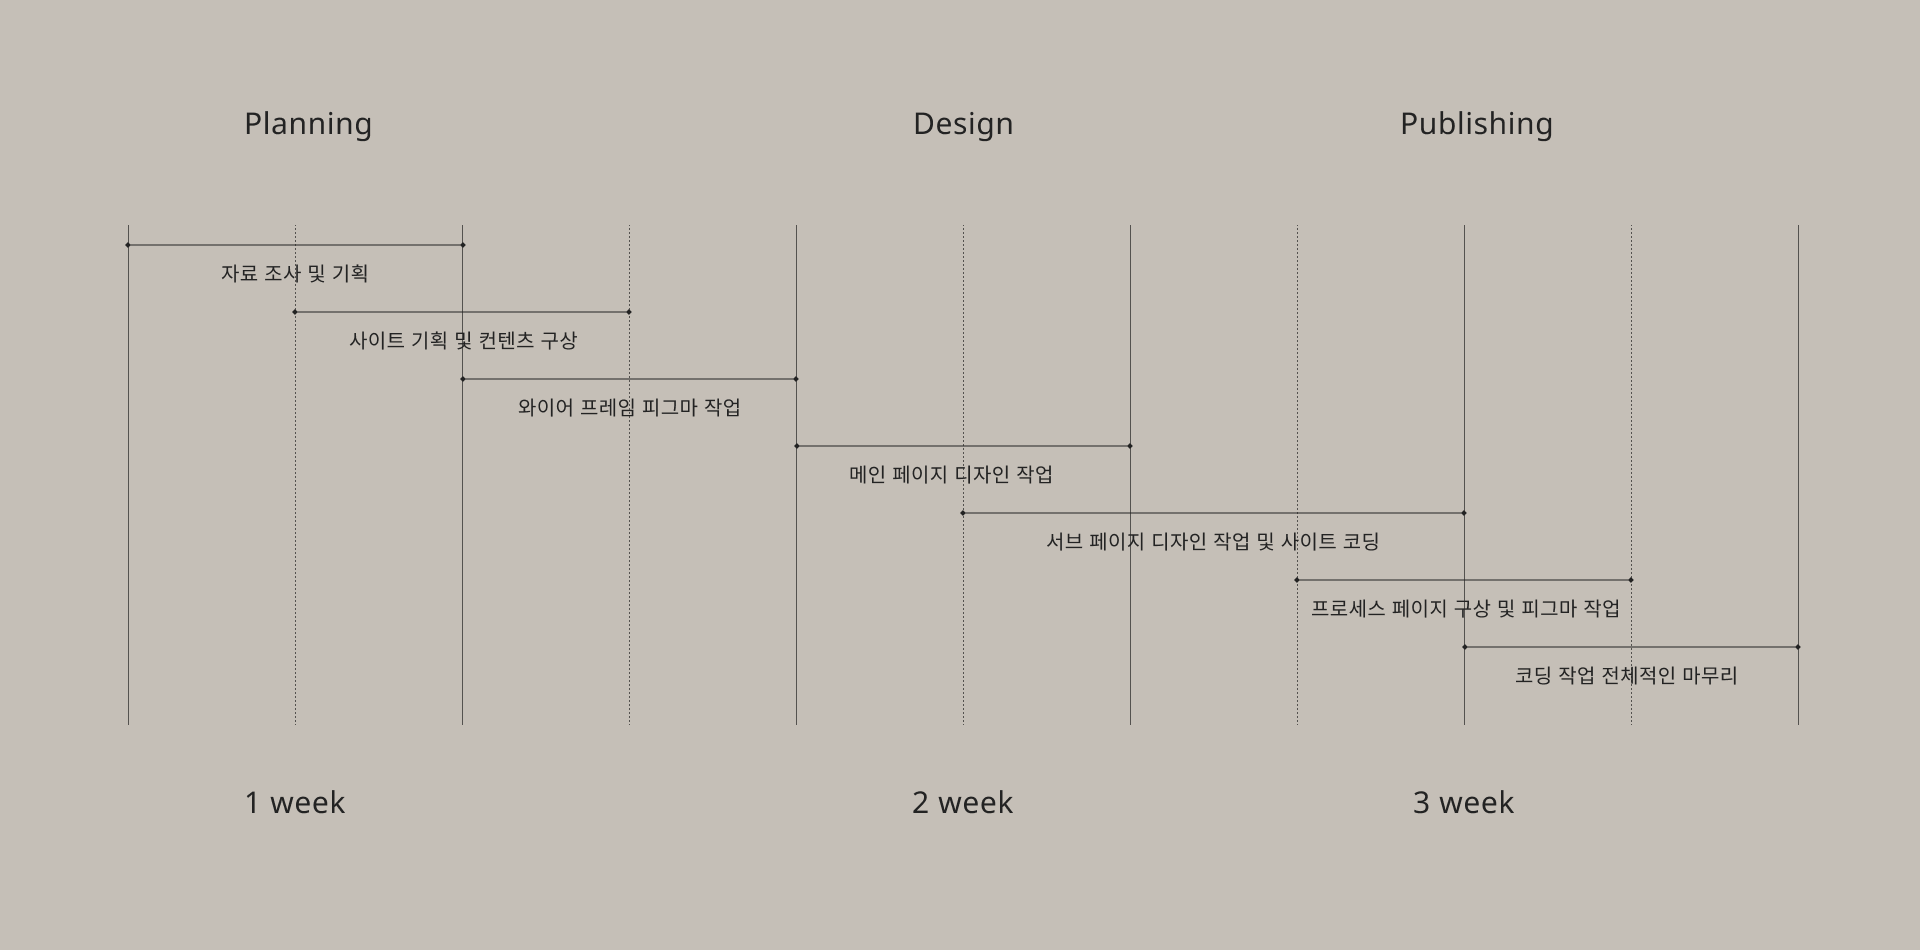 Planning
Design
Publishing
자료 조사 및 기획
사이트 기획 및 컨텐츠 구상
와이어 프레임 피그마 작업
메인 페이지 디자인 작업
서브 페이지 디자인 작업 및 사이트 코딩
프로세스 페이지 구상 및 피그마 작업
코딩 작업 전체적인 마무리
1 week
2 week
3 week